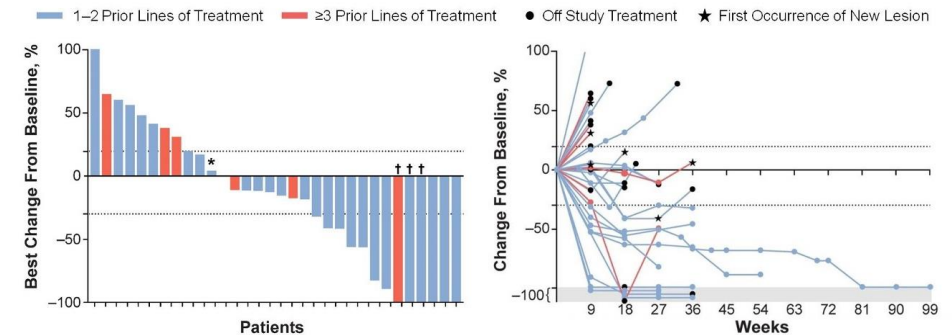 1–2 Prior Lines of Treatment ≥3 Prior Lines of Treatment Off Study Treatment First Occurrence of New Lesion
Best Change From Baseline, %
100
50
0
–50
–100
*
†††
Patients
Change From Baseline, %
100
50
0
–50
–100{
9 18 27 36 45 54 63 72 81 90 99
Weeks